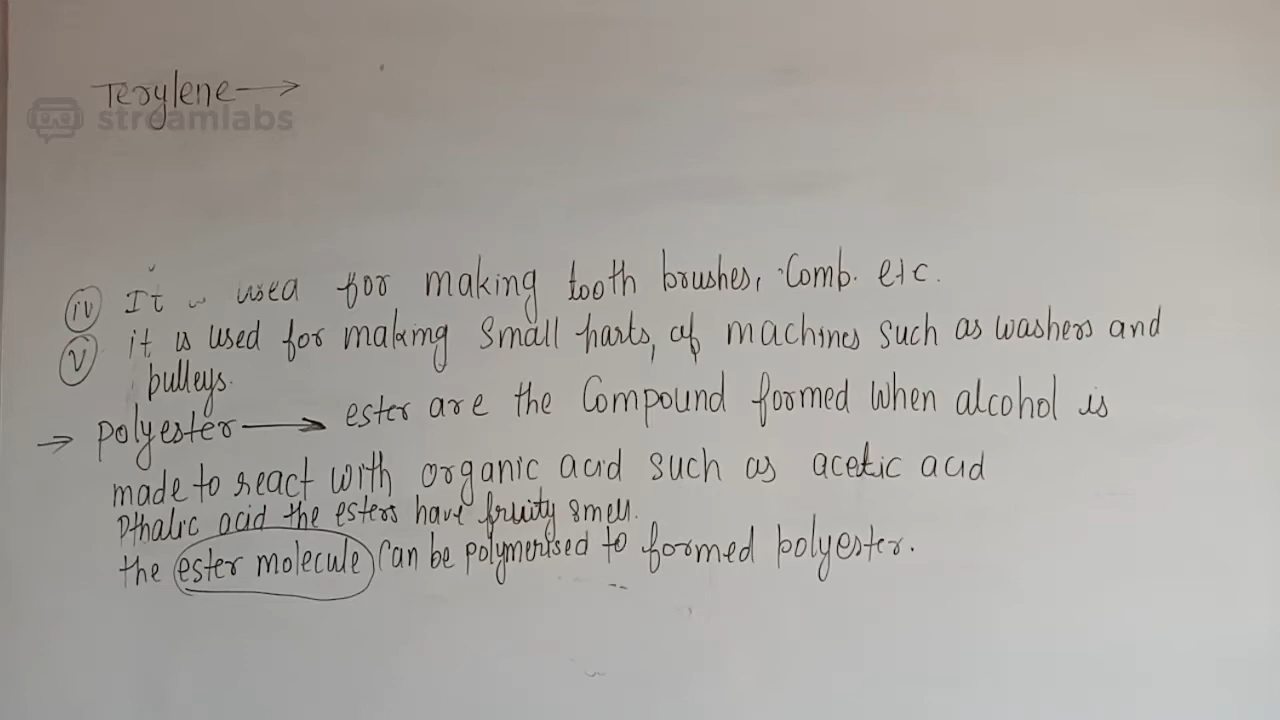 Terylene →
streamlabs
(iv) It is used for making tooth brushes, Comb. etc.
(v) it is used for making small parts, of machines such as washers and
pulleys.
→ polyester → ester are the Compound formed when alcohol is
made to react with organic acid such as acetic acid
Pthalic acid the esters have fruity smell.
the ester molecule Can be polymerised to formed polyester.